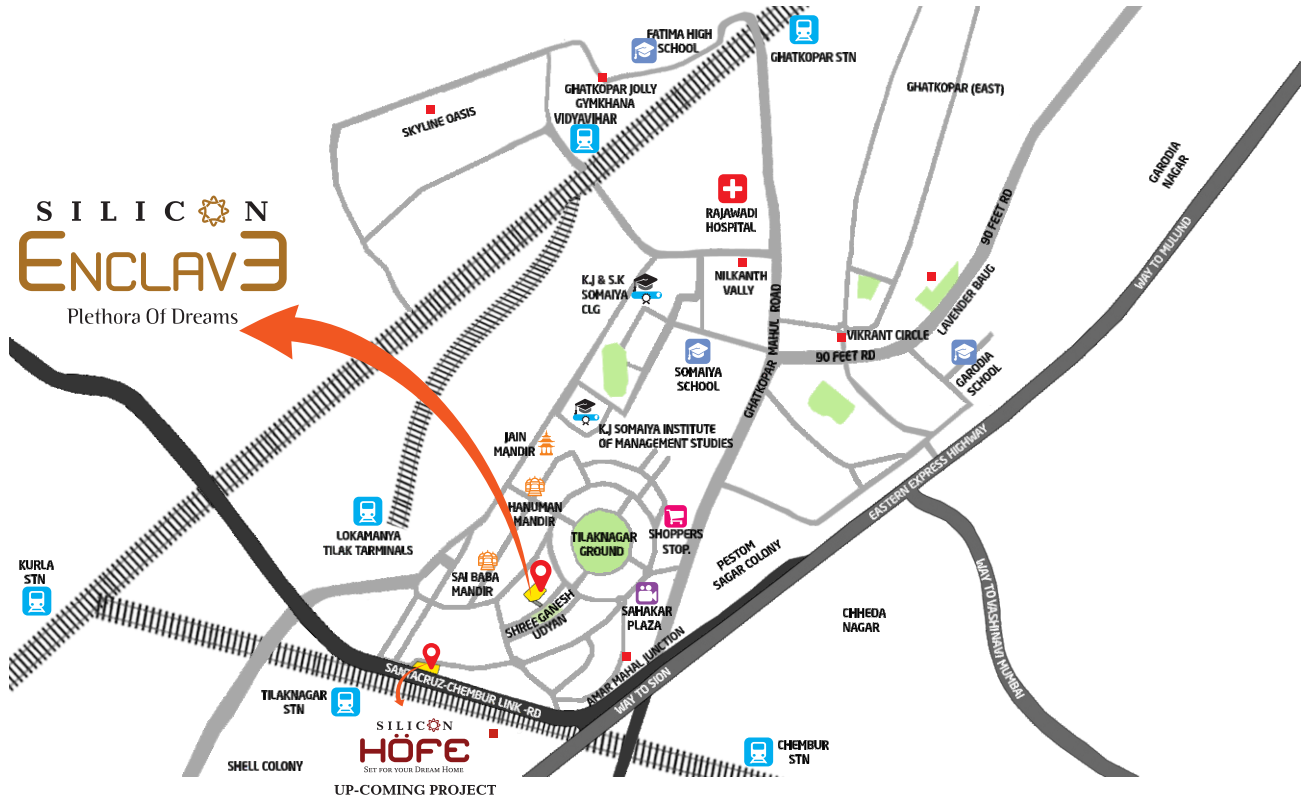 FATIMA HIGH
SCHOOL
GHATKOPAR STN
GHATKOPAR JOLLY
GYMKHANA
VIDYAVIHAR
GHATKOPAR (EAST)
SKYLINE OASIS
GARODIA
NAGAR
SILICON
ENCLAVE
Plethora Of Dreams
RAJAWADI
HOSPITAL
90 FEET RD
WAY TO MULUND
K.J & S.K
SOMAIYA
CLG
NILKANTH
VALLY
LAVENDER BAUG
GHATKOPAR MAHUL ROAD
VIKRANT CIRCLE
90 FEET RD
SOMAIYA
SCHOOL
GARODIA
SCHOOL
K.J SOMAIYA INSTITUTE
OF MANAGEMENT STUDIES
JAIN
MANDIR
EASTERN EXPRESS HIGHWAY
HANUMAN
MANDIR
LOKAMANYA
TILAK TARMINALS
TILAKNAGAR
GROUND
SHOPPERS
STOP.
PESTOM
SAGAR COLONY
KURLA
STN
SAI BABA
MANDIR
SHREE GANESH
UDYAN
SAHAKAR
PLAZA
CHHEDA
NAGAR
WAY TO VASHI NAVI MUMBAI
AMAR MAHAL JUNCTION
WAY TO SION
SANTACRUZ-CHEMBUR LINK -RD
TILAKNAGAR
STN
SILICON
HÖFE
SET FOR YOUR DREAM HOME
UP-COMING PROJECT
SHELL COLONY
CHEMBUR
STN